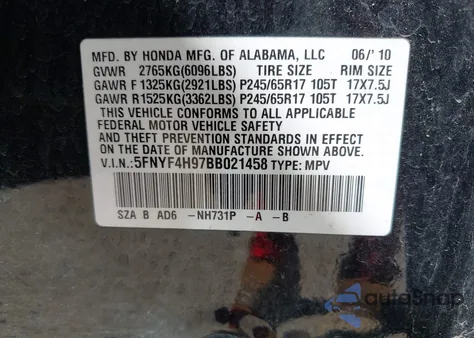 MFD. BY HONDA MFG. OF ALABAMA, LLC 06/'10
GVWR 2765KG(6096LBS) TIRE SIZE RIM SIZE
GAWR F 1325KG(2921LBS) P245/65R17 105T 17X7.5J
GAWR R 1525KG(3362LBS) P245/65R17 105T 17X7.5J
THIS VEHICLE CONFORMS TO ALL APPLICABLE
FEDERAL MOTOR VEHICLE SAFETY
STANDARDS IN EFFECT ON THE
DATE OF MANUFACTURE SHOWN ABOVE.
V.I.N: 5FNYF4H97BB021458 TYPE: MPV
SZA B AD6 -NH731P -A -B
autosnap